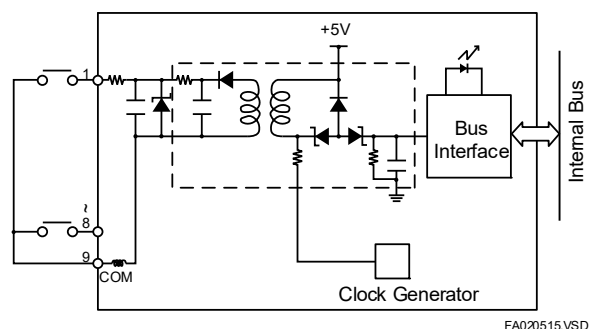 +5V
1
Bus
Interface
Internal Bus
~
8
9
COM
Clock Generator
FA020515.VSD